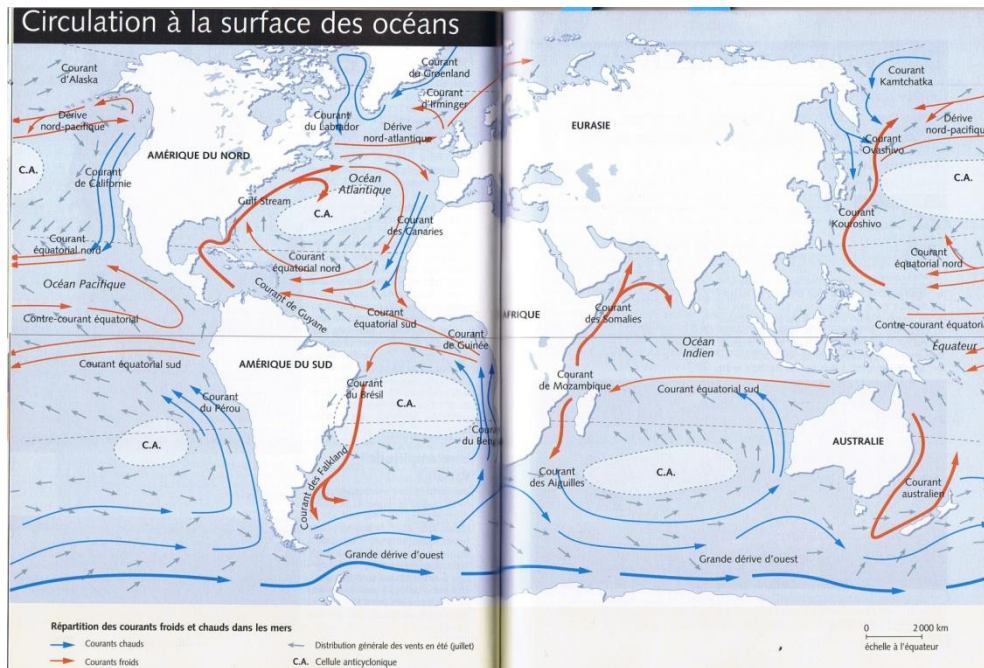 Circulation à la surface des océans
Courant
d'Alaska
Courant
du Groenland
Courant
d'Irminger
Courant
du Labrador
Dérive
nord-atlantique
Dérive
nord-pacifique
AMÉRIQUE DU NORD
EURASIE
Courant
Kamtchatka
Courant
Oyashivo
Dérive
nord-pacifique
C.A.
Courant
de Californie
Océan
Atlantique
Gulf Stream
C.A.
Courant
des Canaries
C.A.
Courant
Kouroshivo
Courant
équatorial nord
Courant
équatorial nord
Courant
équatorial nord
Océan Pacifique
Courant de Guyane
Courant
équatorial sud
AFRIQUE
Courant
des Somalies
Contre-courant équatorial
Contre-courant équatoria
Courant
de Guinée
Océan
Indien
Équateur
Courant équatorial sud
AMÉRIQUE DU SUD
Courant
du Brésil
Courant
de Mozambique
Courant équatorial sud
Courant
du Pérou
C.A.
C.A.
Courant
AUSTRALIE
Courant des Falkland
Courant
des Aiguilles
C.A.
Courant
australien
Grande dérive d'ouest
Grande dérive d'ouest
Répartition des courants froids et chauds dans les mers
Courants chauds
Courants froids
Distribution générale des vents en été (juillet)
C.A. Cellule anticyclonique
0 2000 km
échelle à l'équateur